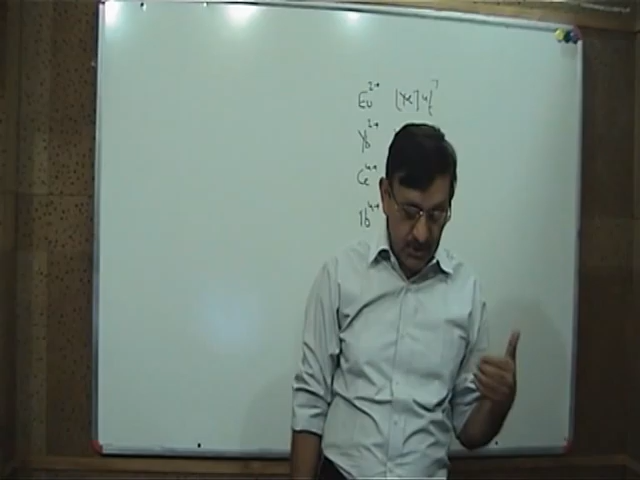 Eu²⁺ [Xe]4f⁷
Yb²⁺
Ce⁴⁺
Tb⁴⁺